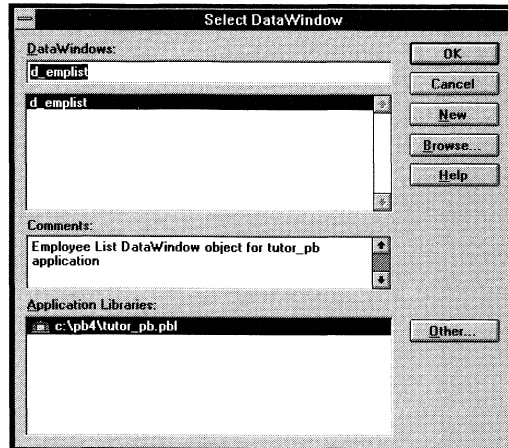 Select DataWindow
DataWindows:
d_emplist
d_emplist
Comments:
Employee List DataWindow object for tutor_pb
application
Application Libraries:
c:\pb4\tutor_pb.pbl
OK
Cancel
New
Browse...
Help
Other...